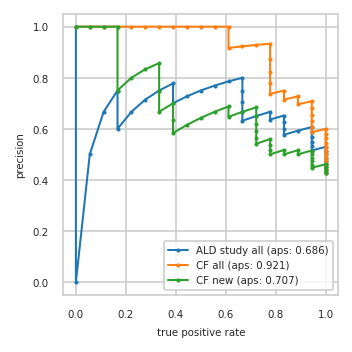 1.0
0.8
0.6
0.4
0.2
0.0
precision
0.0
0.2
0.4
0.6
0.8
1.0
true positive rate
ALD study all (aps: 0.686)
CF all (aps: 0.921)
CF new (aps: 0.707)